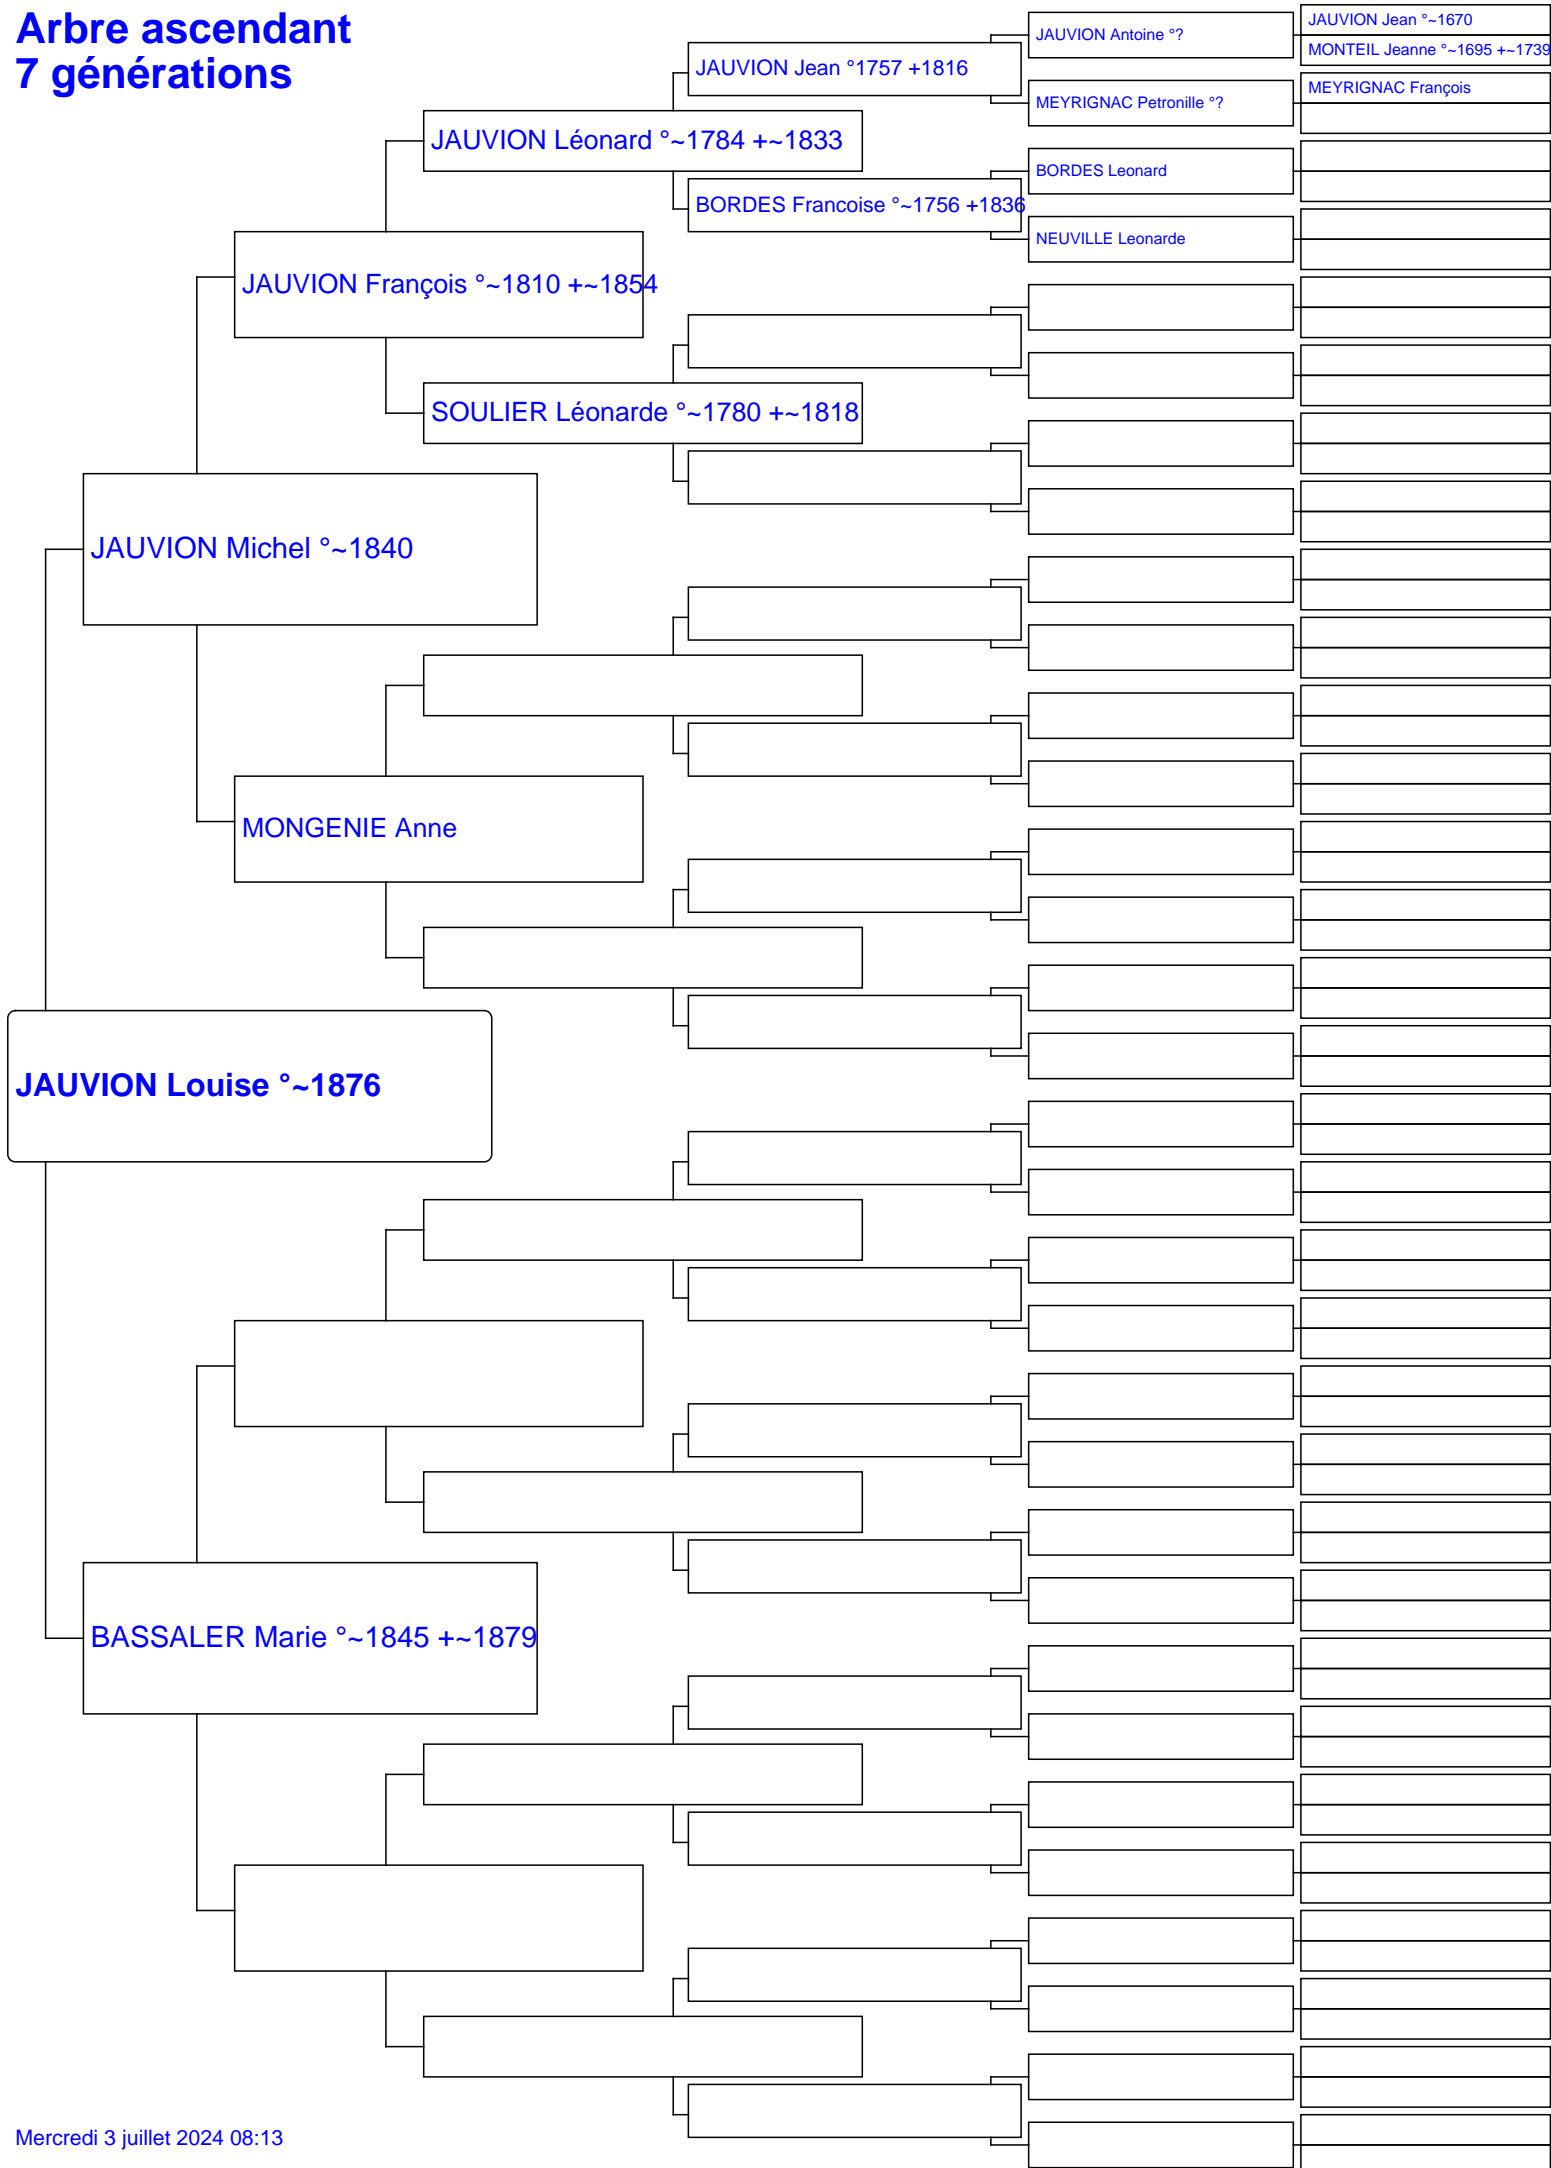 Arbre ascendant
7 générations
JAUVION Jean °~1670
JAUVION Antoine °?
MONTEIL Jeanne °~1695 +~1739
JAUVION Jean °1757 +1816
MEYRIGNAC François
MEYRIGNAC Petronille °?
JAUVION Léonard °~1784 +~1833
BORDES Leonard
BORDES Francoise °~1756 +1836
NEUVILLE Leonarde
JAUVION François °~1810 +~1854
SOULIER Léonarde °~1780 +~1818
JAUVION Michel °~1840
MONGENIE Anne
JAUVION Louise °~1876
BASSALER Marie °~1845 +~1879
Mercredi 3 juillet 2024 08:13